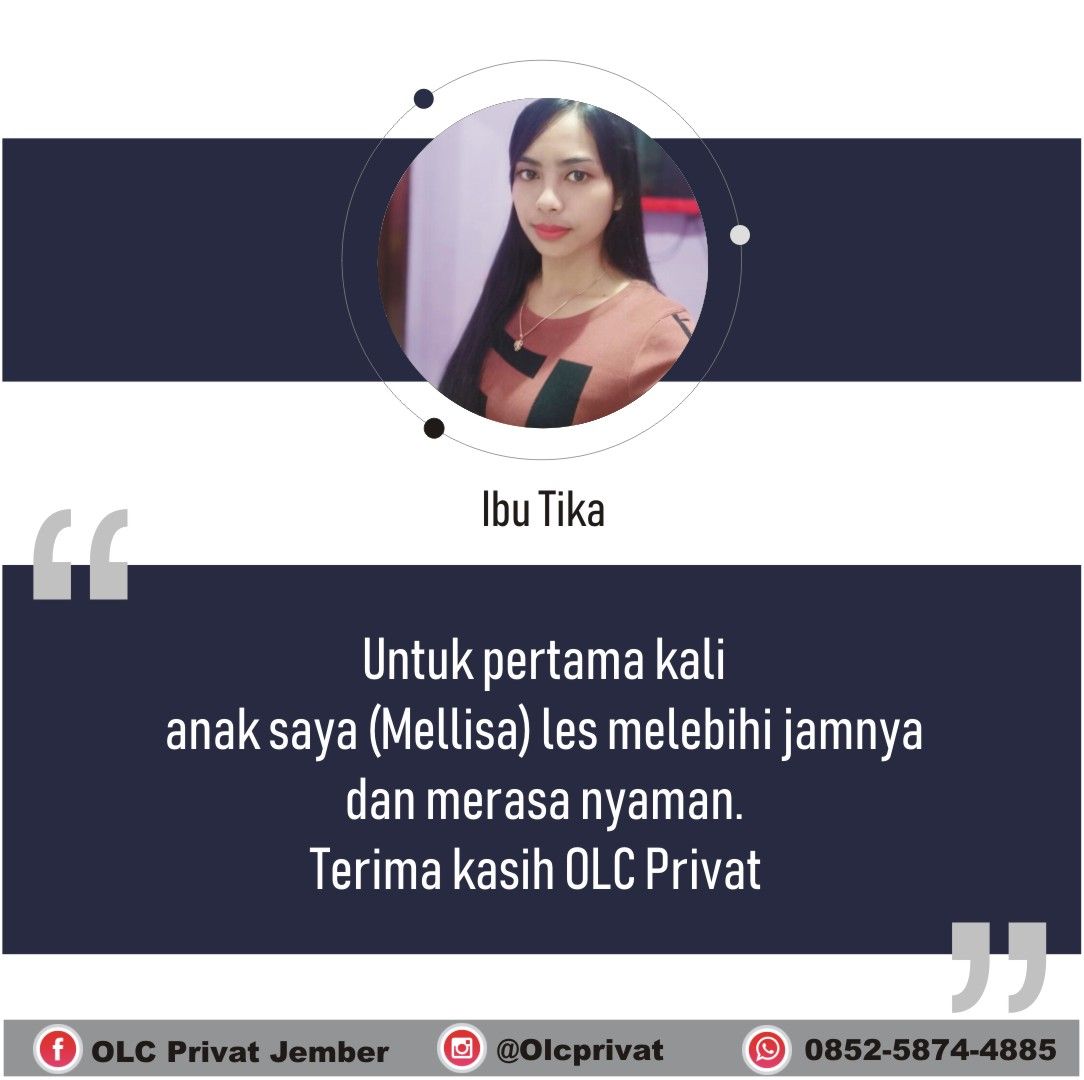 Ibu Tika
Untuk pertama kali
anak saya (Mellisa) les melebihi jamnya
dan merasa nyaman.
Terima kasih OLC Privat
OLC Privat Jember @Olcprivat 0852-5874-4885